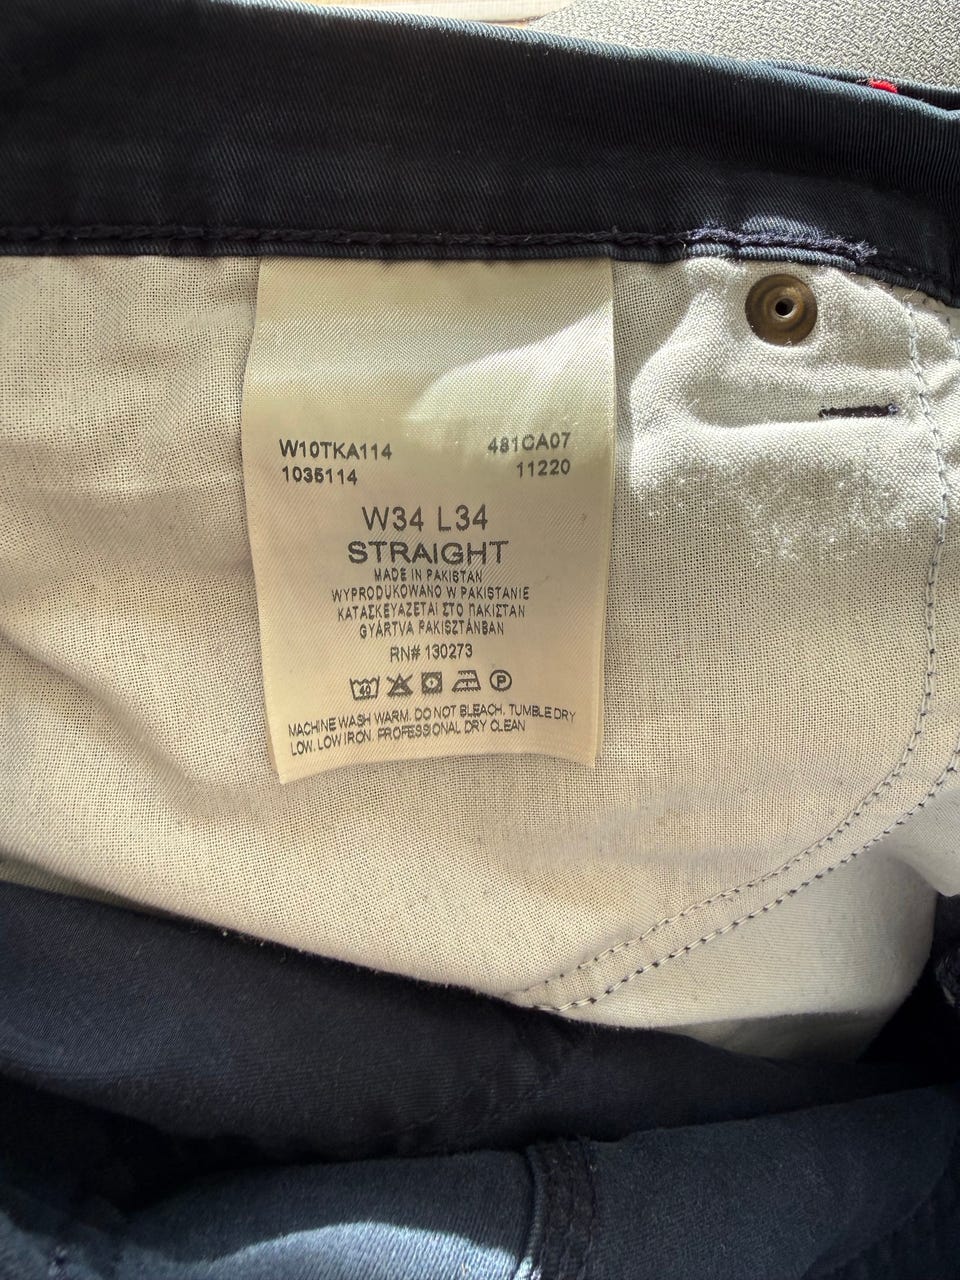 W10TKA114 481CA07
1035114 11220
W34 L34
STRAIGHT
MADE IN PAKISTAN
WYPRODUKOWANO W PAKISTANIE
ΚΑΤΑΣΚΕΥΑΖΕΤΑΙ ΣΤΟ ΠΑΚΙΣΤΑΝ
GYÁRTVA PAKISZTÁNBAN
RN# 130273
40 P
MACHINE WASH WARM. DO NOT BLEACH. TUMBLE DRY
LOW. LOW IRON. PROFESSIONAL DRY CLEAN